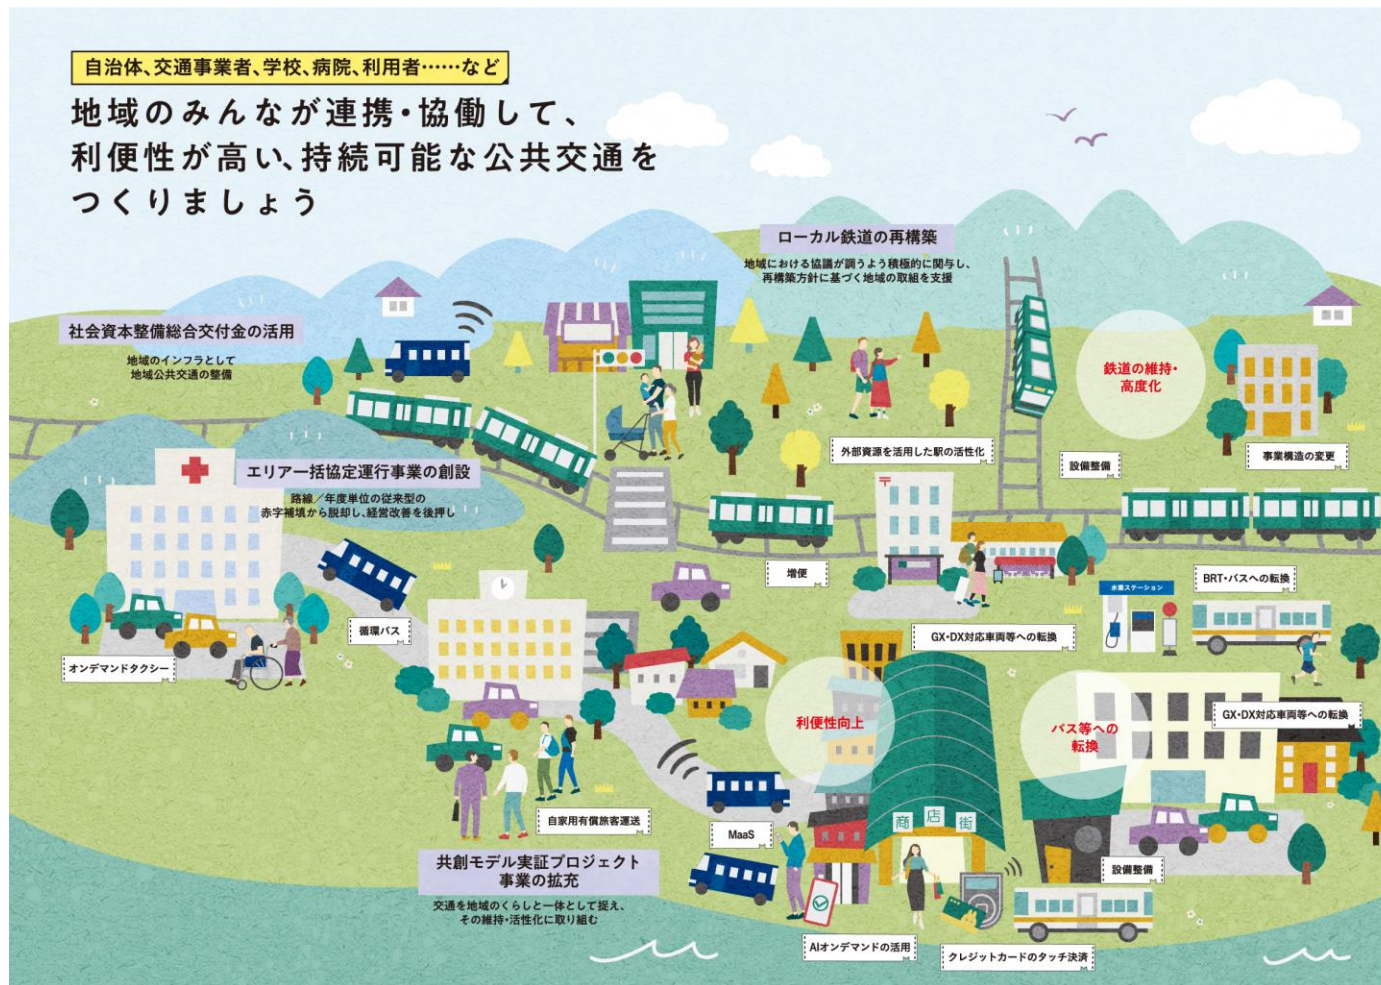 自治体、交通事業者、学校、病院、利用者……など
地域のみんなが連携・協働して、
利便性が高い、持続可能な公共交通を
つくりましょう
ローカル鉄道の再構築
地域における協議が調うよう積極的に関与し、
再構築方針に基づく地域の取組を支援
社会資本整備総合交付金の活用
地域のインフラとして
地域公共交通の整備
鉄道の維持・
高度化
外部資源を活用した駅の活性化
設備整備
事業構造の変更
エリア一括協定運行事業の創設
路線／年度単位の従来型の
赤字補填から脱却し、経営改善を後押し
増便
BRT・バスへの転換
水素ステーション
循環バス
GX・DX対応車両等への転換
オンデマンドタクシー
利便性向上
バス等への
転換
GX・DX対応車両等への転換
自家用有償旅客運送
MaaS
商店街
共創モデル実証プロジェクト
事業の拡充
交通を地域のくらしと一体として捉え、
その維持・活性化に取り組む
設備整備
AIオンデマンドの活用
クレジットカードのタッチ決済